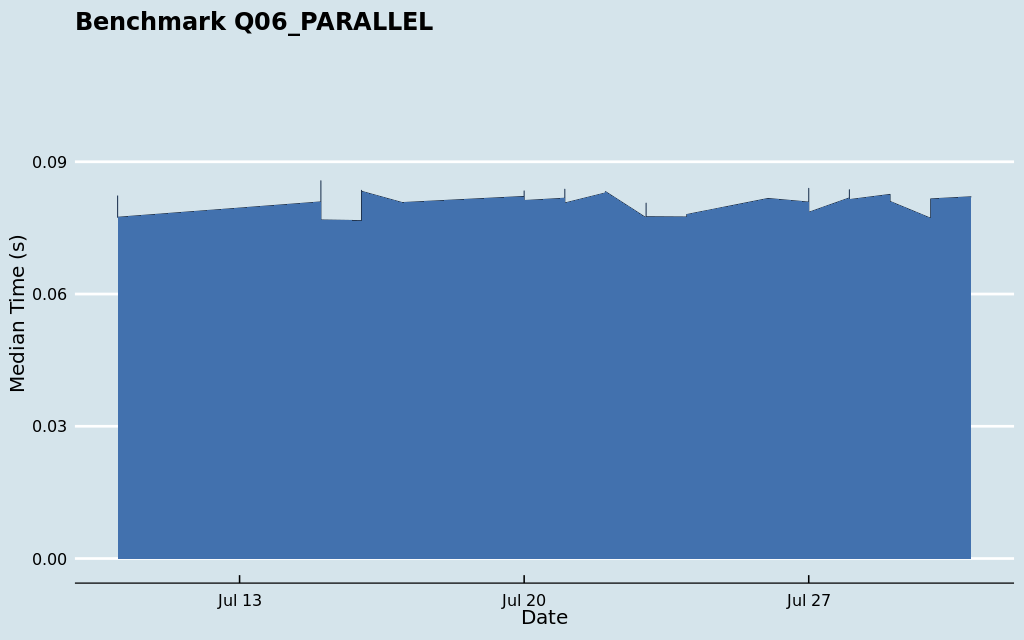 Benchmark Q06_PARALLEL
0.09
0.06
0.03
0.00
Median Time (s)
Jul 13
Jul 20
Jul 27
Date